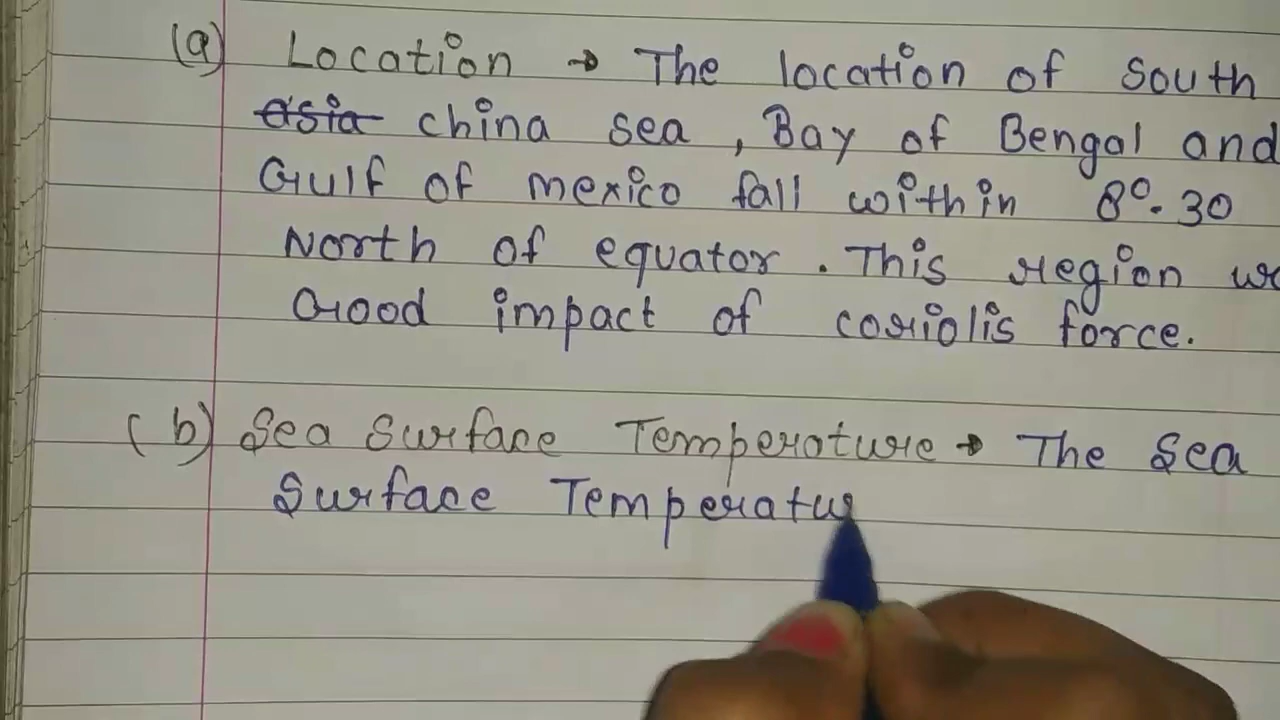 (a) Location → The location of South
asia china sea , Bay of Bengal and
Gulf of mexico fall within 8°- 30
North of equator . This region
Good impact of coriolis force.
(b) Sea Surface Temperature → The Sea
Surface Temperatu